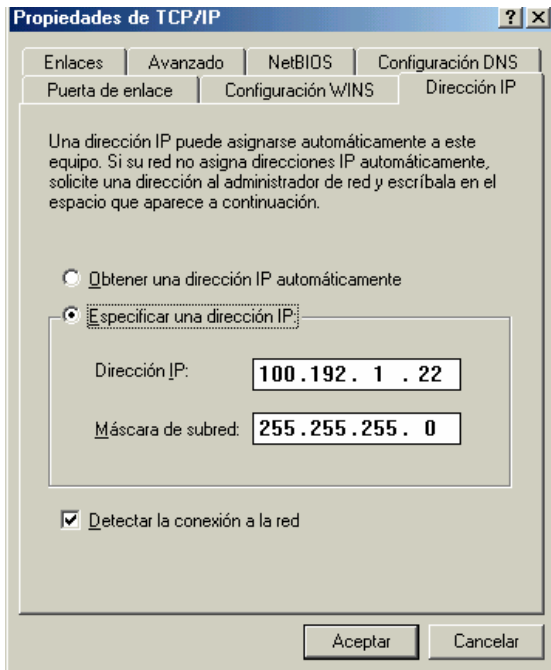 Propiedades de TCP/IP
? ×
Enlaces Avanzado NetBIOS Configuración DNS
Puerta de enlace Configuración WINS Dirección IP
Una dirección IP puede asignarse automáticamente a este
equipo. Si su red no asigna direcciones IP automáticamente,
solicite una dirección al administrador de red y escríbala en el
espacio que aparece a continuación.
Obtener una dirección IP automáticamente
Especificar una dirección IP:
Dirección IP: 100.192. 1 .22
Máscara de subred: 255.255.255. 0
Detectar la conexión a la red
Aceptar Cancelar